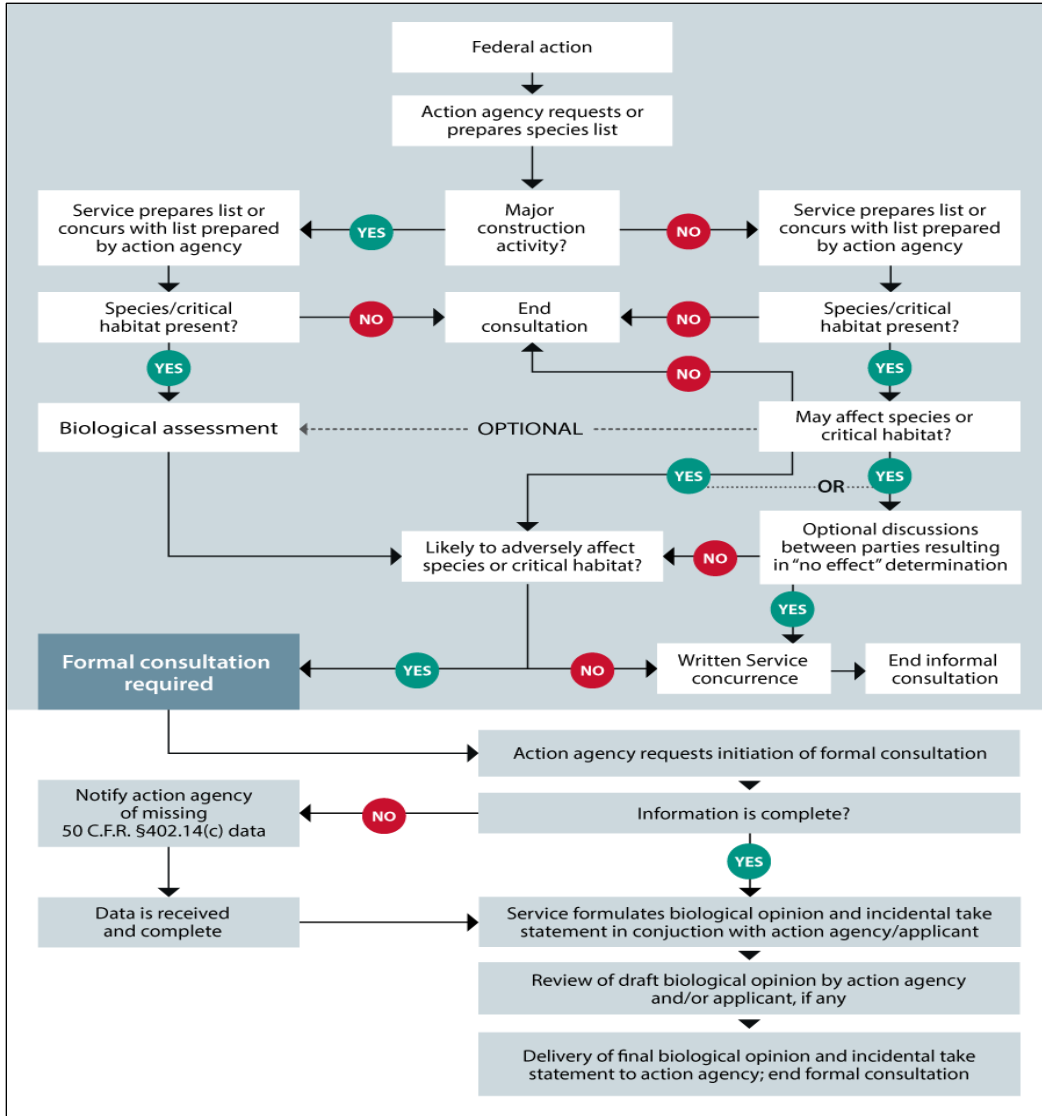 Federal action
Action agency requests or
prepares species list
Service prepares list or
concurs with list prepared
by action agency
YES
Major
construction
activity?
NO
Service prepares list or
concurs with list prepared
by action agency
Species/critical
habitat present?
NO
End
consultation
NO
Species/critical
habitat present?
YES
NO
YES
Biological assessment
OPTIONAL
May affect species or
critical habitat?
YES
OR
YES
Likely to adversely affect
species or critical habitat?
NO
Optional discussions
between parties resulting
in “no effect” determination
YES
Formal consultation
required
YES
NO
Written Service
concurrence
End informal
consultation
Action agency requests initiation of formal consultation
Notify action agency
of missing
50 C.F.R. §402.14(c) data
NO
Information is complete?
YES
Data is received
and complete
Service formulates biological opinion and incidental take
statement in conjuction with action agency/applicant
Review of draft biological opinion by action agency
and/or applicant, if any
Delivery of final biological opinion and incidental take
statement to action agency; end formal consultation